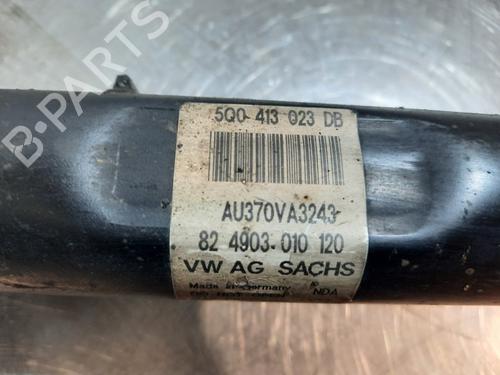 5Q0 413 023 DB
AU370VA3243
82 4903 010 120
VW AG SACHS
Made in Germany
NDA
B-Parts